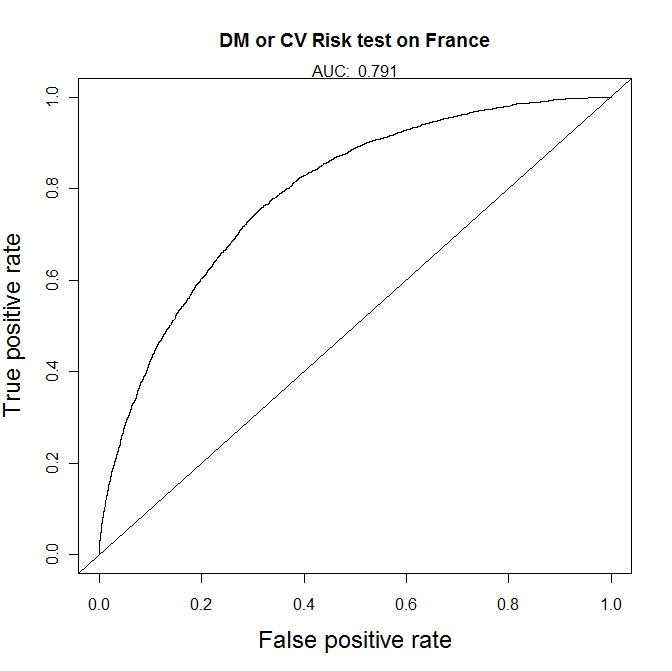 DM or CV Risk test on France
AUC: 0.791
True positive rate
1.0
0.8
0.6
0.4
0.2
0.0
0.0 0.2 0.4 0.6 0.8 1.0
False positive rate